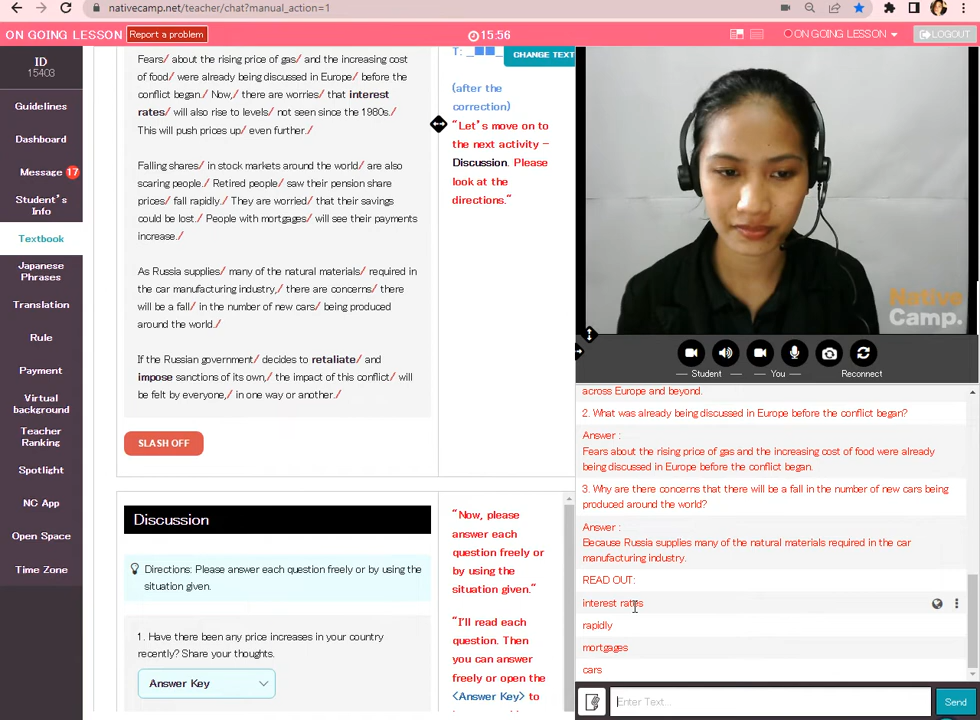 nativecamp.net/teacher/chat?manual_action=1
ON GOING LESSON
Report a problem
15:56
ON GOING LESSON
LOGOUT
ID
15403
Guidelines
Dashboard
Message 17
Student's
Info
Textbook
Japanese
Phrases
Translation
Rule
Payment
Virtual
background
Teacher
Ranking
Spotlight
NC App
Open Space
Time Zone
Fears/ about the rising price of gas/ and the increasing cost
of food/ were already being discussed in Europe/ before the
conflict began./ Now,/ there are worries/ that interest
rates/ will also rise to levels/ not seen since the 1980s./
This will push prices up/ even further./
Falling shares/ in stock markets around the world/ are also
scaring people./ Retired people/ saw their pension share
prices/ fall rapidly./ They are worried/ that their savings
could be lost./ People with mortgages/ will see their payments
increase./
As Russia supplies/ many of the natural materials/ required in
the car manufacturing industry,/ there are concerns/ there
will be a fall/ in the number of new cars/ being produced
around the world./
If the Russian government/ decides to retaliate/ and
impose sanctions of its own,/ the impact of this conflict/ will
be felt by everyone,/ in one way or another./
SLASH OFF
T:
CHANGE TEXT
(after the
correction)
"Let's move on to
the next activity –
Discussion. Please
look at the
directions."
Discussion
Directions: Please answer each question freely or by using the
situation given.
1. Have there been any price increases in your country
recently? Share your thoughts.
Answer Key
"Now, please
answer each
question freely or
by using the
situation given."
"I'll read each
question. Then
you can answer
freely or open the
<Answer Key> to
Native
Camp.
Student
You
Reconnect
across Europe and beyond.
2. What was already being discussed in Europe before the conflict began?
Answer :
Fears about the rising price of gas and the increasing cost of food were already
being discussed in Europe before the conflict began.
3. Why are there concerns that there will be a fall in the number of new cars being
produced around the world?
Answer :
Because Russia supplies many of the natural materials required in the car
manufacturing industry.
READ OUT:
interest rates
rapidly
mortgages
cars
Enter Text...
Send